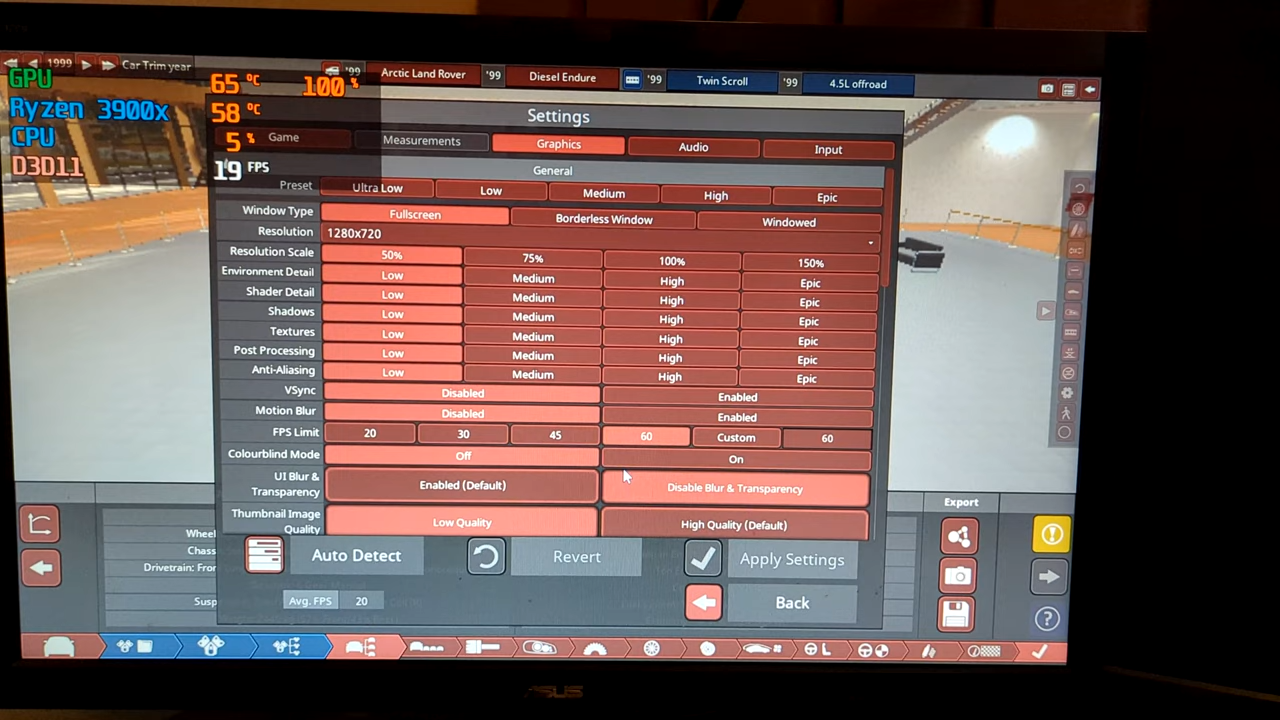 1999 Car Trim year
'99 Arctic Land Rover '99 Diesel Endure '99 Twin Scroll '99 4.5L offroad
GPU 65 °C 100 %
Ryzen 3900x 58 °C
CPU 5 %
D3D11 19 FPS
Settings
Game Measurements Graphics Audio Input
General
Preset Ultra Low Low Medium High Epic
Window Type Fullscreen Borderless Window Windowed
Resolution 1280x720
Resolution Scale 50% 75% 100% 150%
Environment Detail Low Medium High Epic
Shader Detail Low Medium High Epic
Shadows Low Medium High Epic
Textures Low Medium High Epic
Post Processing Low Medium High Epic
Anti-Aliasing Low Medium High Epic
VSync Disabled Enabled
Motion Blur Disabled Enabled
FPS Limit 20 30 45 60 Custom 60
Colourblind Mode Off On
UI Blur &
Transparency Enabled (Default) Disable Blur & Transparency
Thumbnail Image
Quality Low Quality High Quality (Default)
Auto Detect Revert Apply Settings
Avg. FPS 20 Back
Wheel
Chass
Drivetrain: Fron
Susp
Export
ASUS